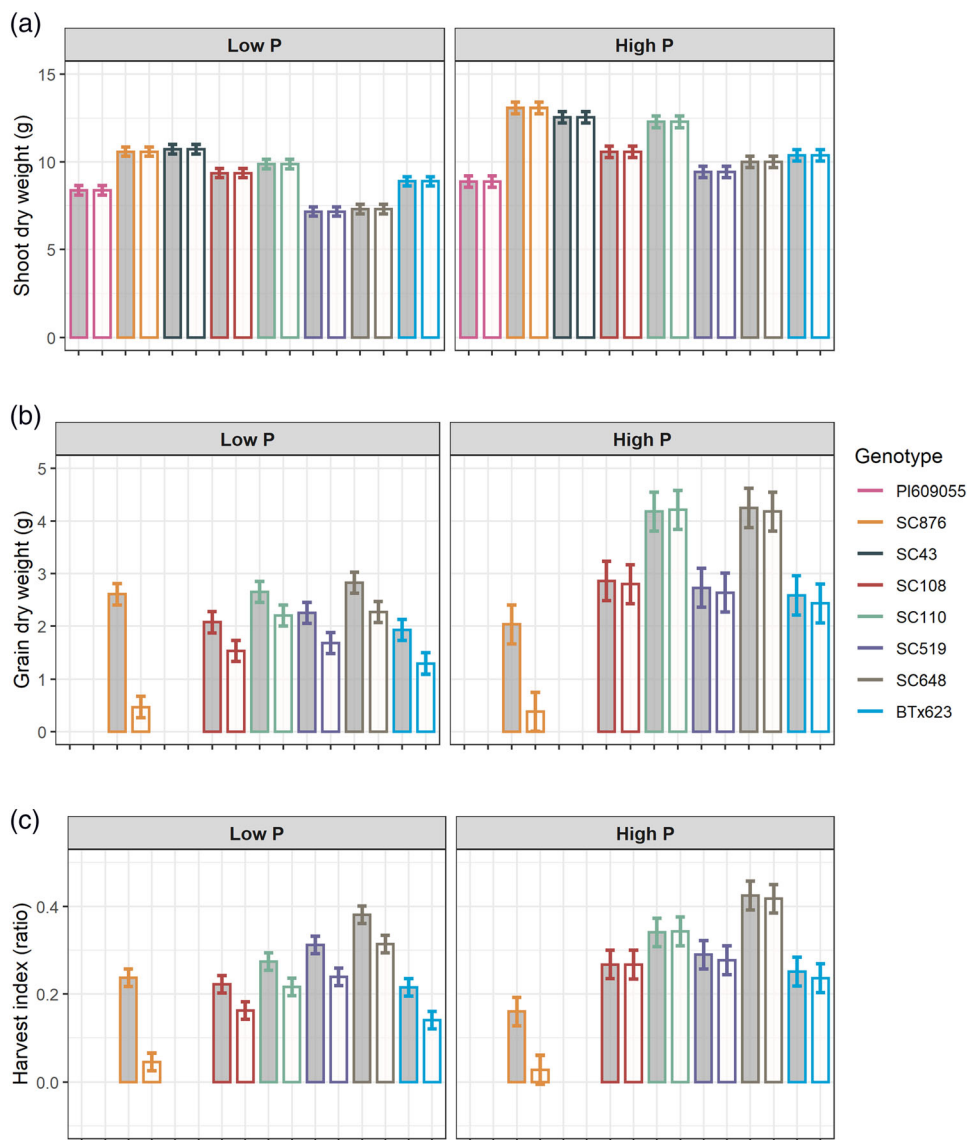 (a)
Low P
High P
Shoot dry weight (g)
15
10
5
0
(b)
Low P
High P
Grain dry weight (g)
5
4
3
2
1
0
Genotype
PI609055
SC876
SC43
SC108
SC110
SC519
SC648
BTx623
(c)
Low P
High P
Harvest index (ratio)
0.4
0.2
0.0